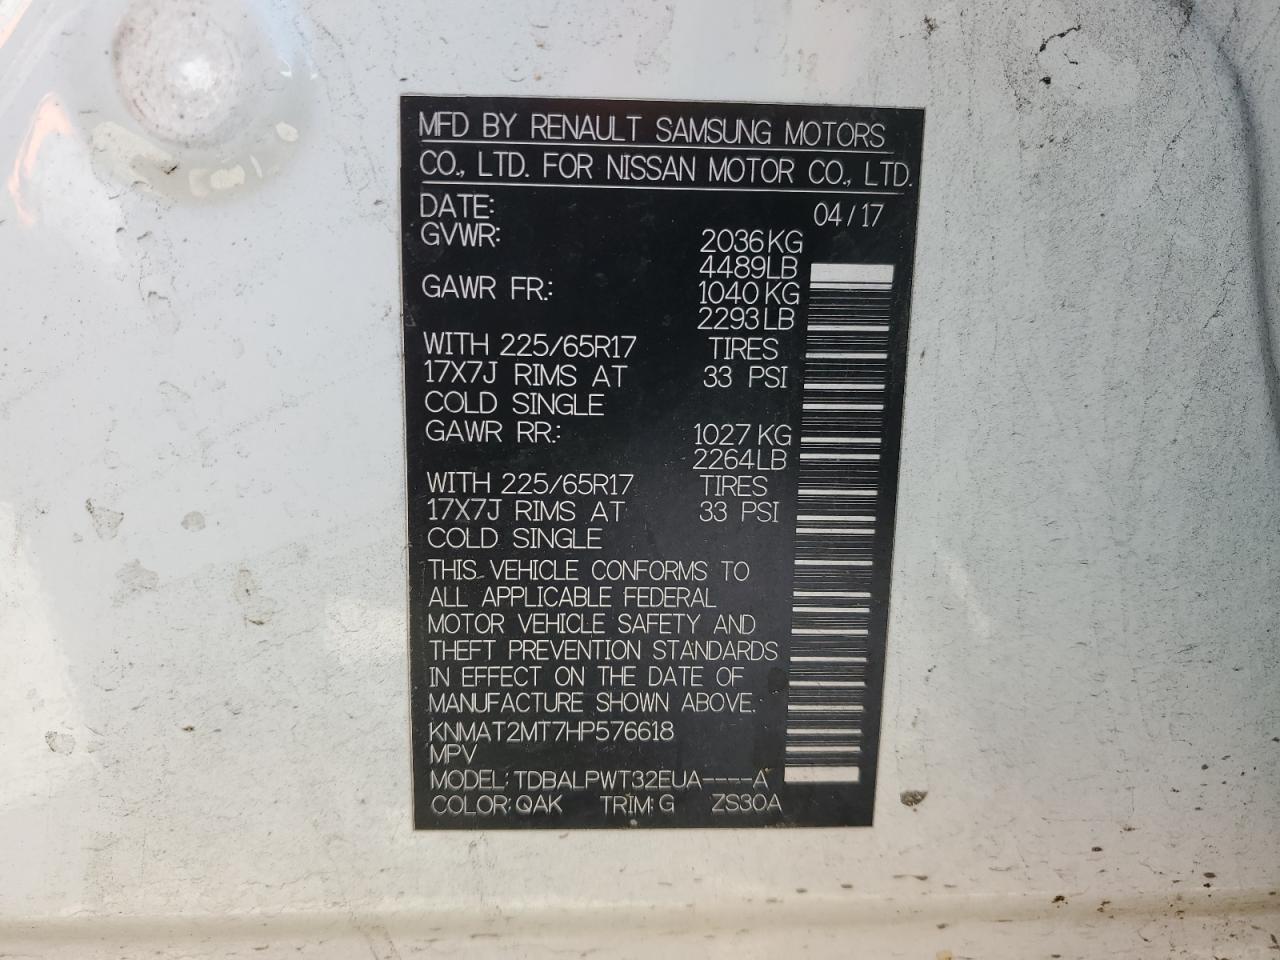 MFD BY RENAULT SAMSUNG MOTORS
CO., LTD. FOR NISSAN MOTOR CO., LTD.
DATE: 04/17
GVWR: 2036KG
4489LB
GAWR FR.: 1040KG
2293LB
WITH 225/65R17 TIRES
17X7J RIMS AT 33 PSI
COLD SINGLE
GAWR RR.: 1027KG
2264LB
WITH 225/65R17 TIRES
17X7J RIMS AT 33 PSI
COLD SINGLE
THIS VEHICLE CONFORMS TO
ALL APPLICABLE FEDERAL
MOTOR VEHICLE SAFETY AND
THEFT PREVENTION STANDARDS
IN EFFECT ON THE DATE OF
MANUFACTURE SHOWN ABOVE.
KNMAT2MT7HP576618
MPV
MODEL: TDBALPWT32EUA----A
COLOR: QAK TRIM: G ZS30A